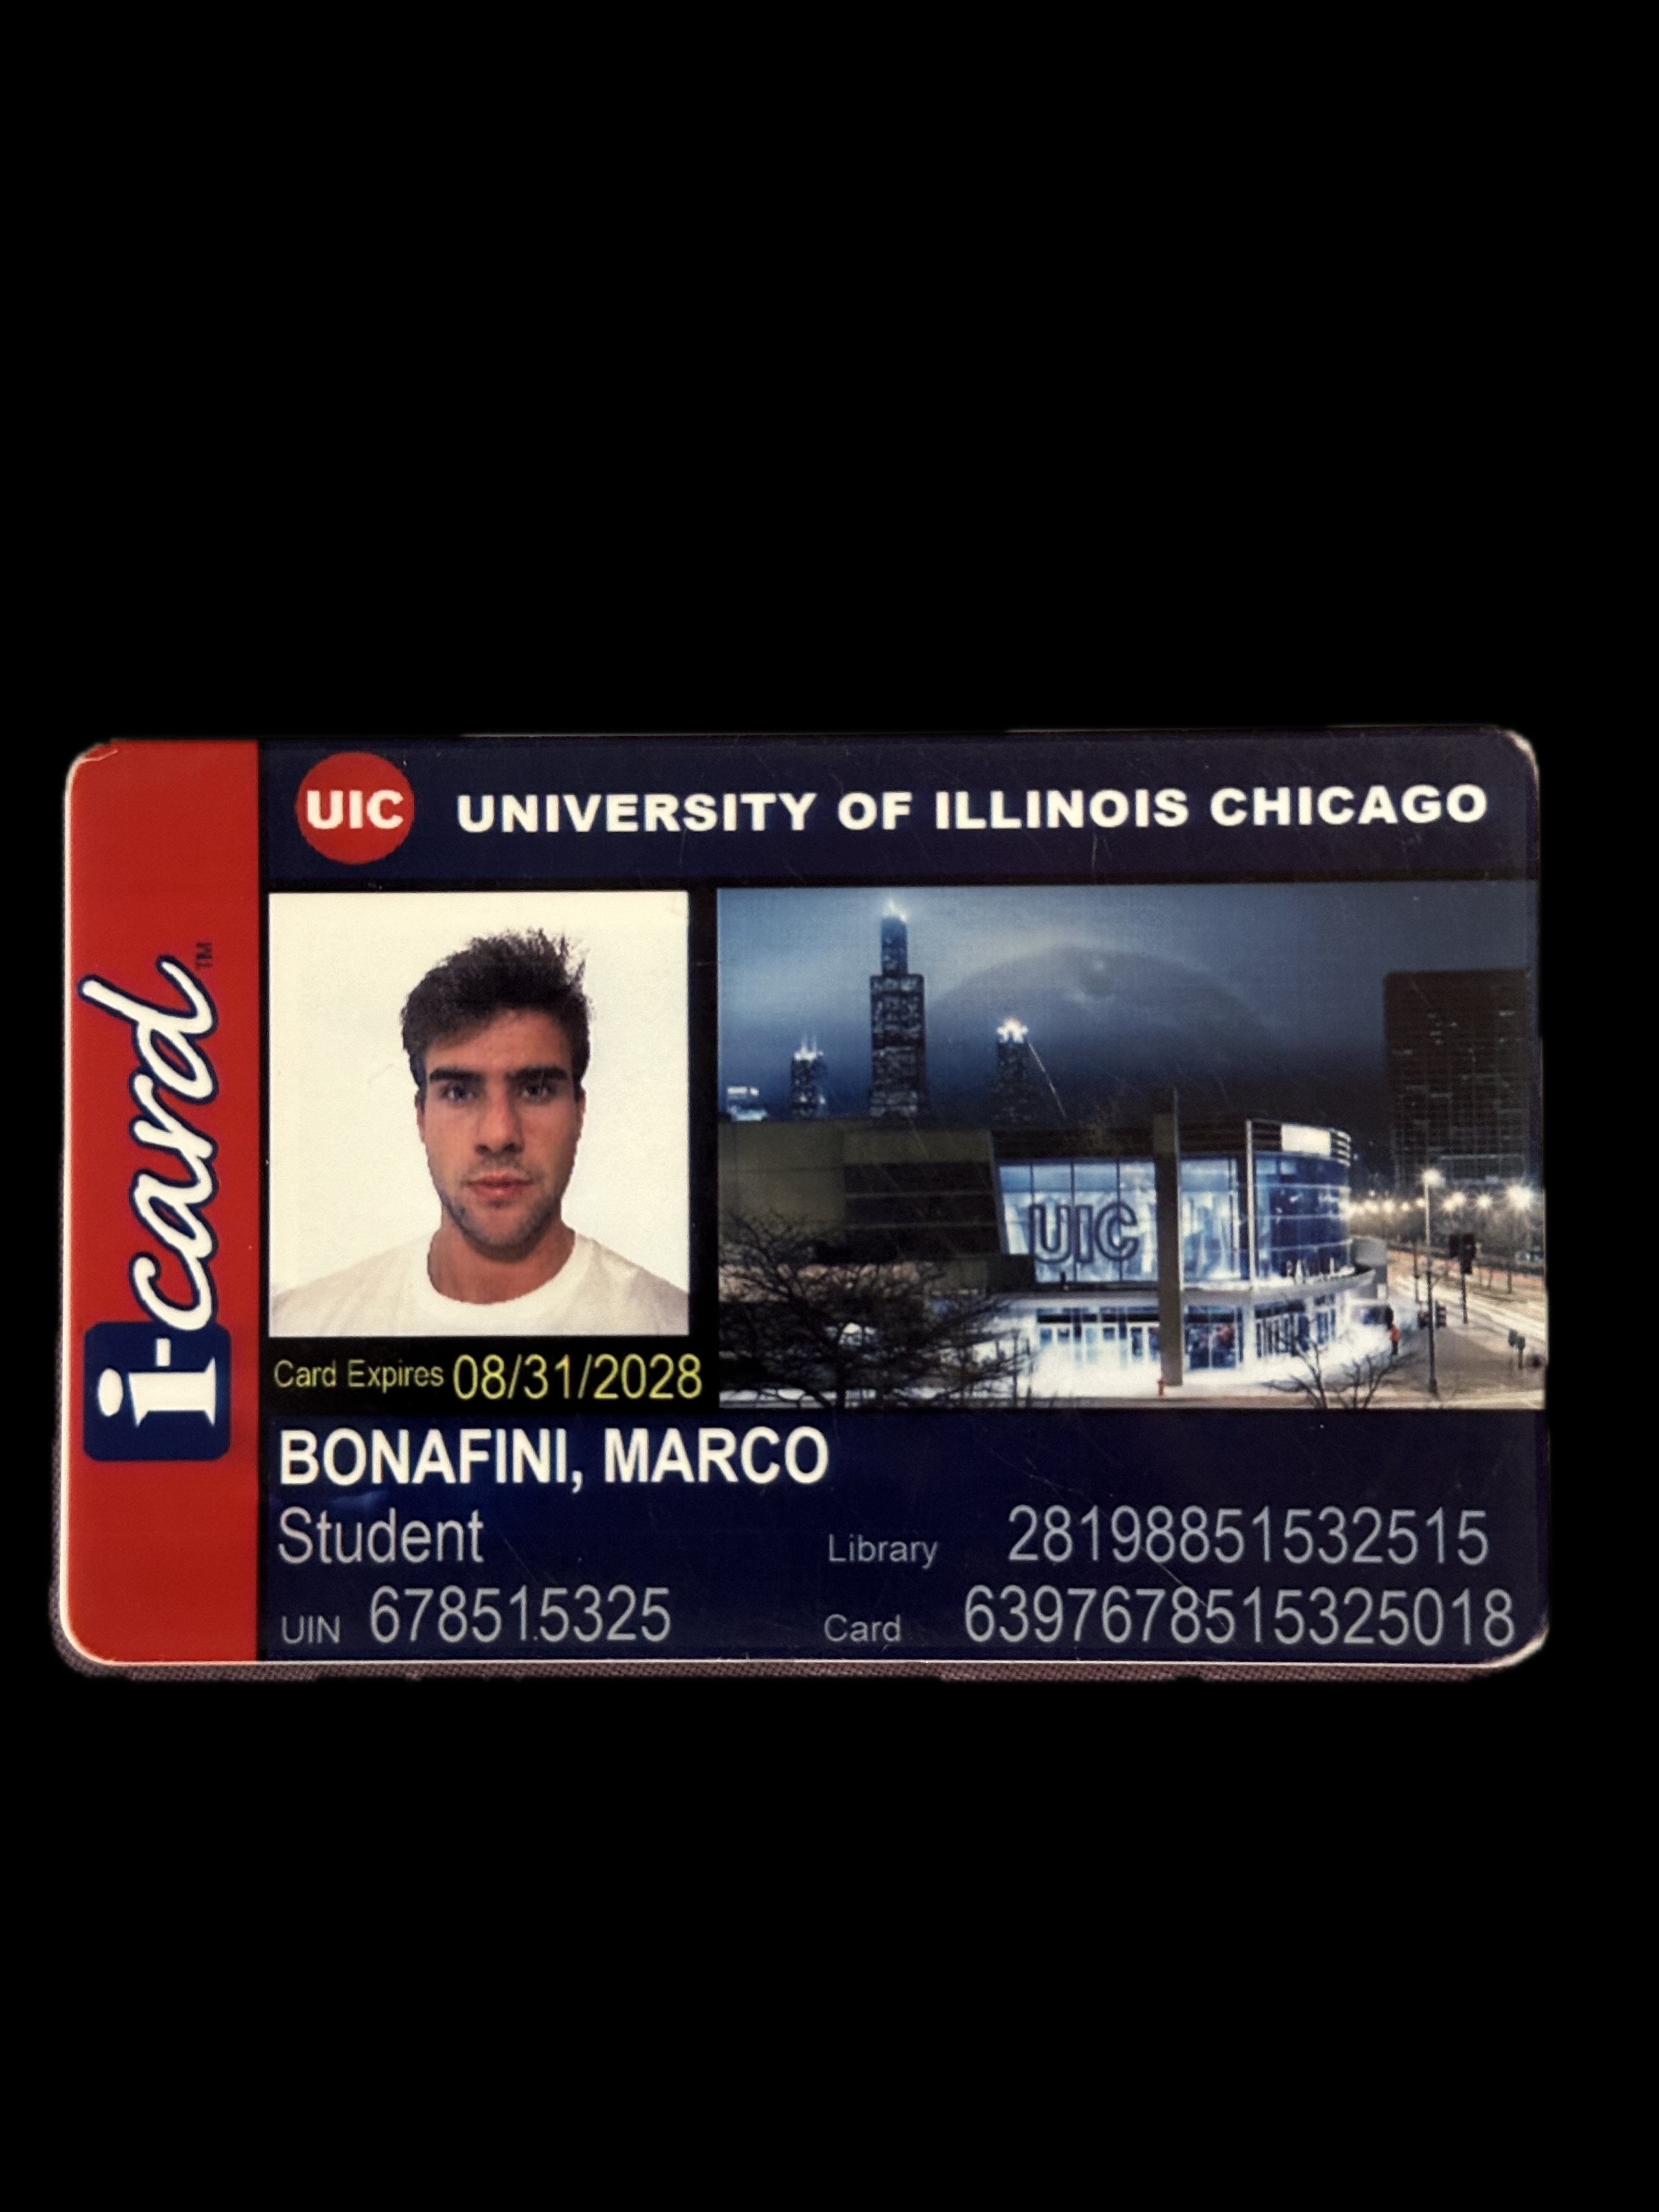 UIC UNIVERSITY OF ILLINOIS CHICAGO
i-card™
UIC
Card Expires 08/31/2028
BONAFINI, MARCO
Student
Library 28198851532515
UIN 678515325
Card 6397678515325018